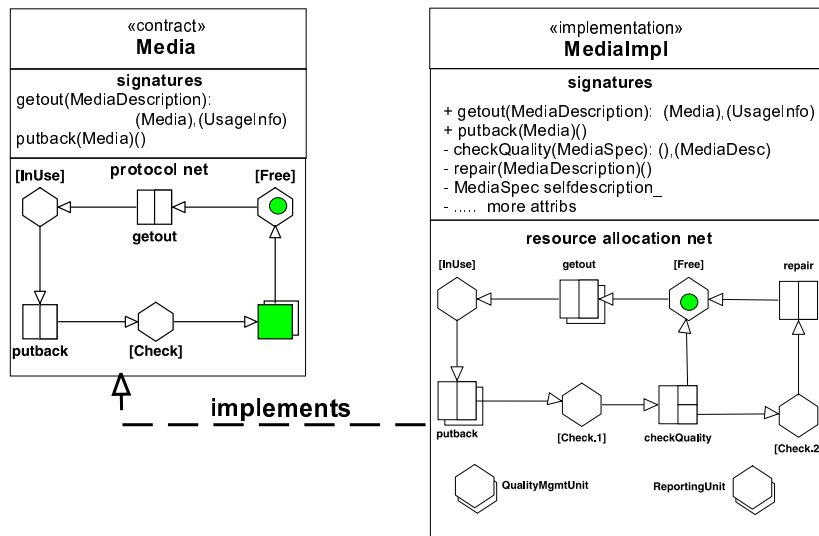 «contract»
Media
signatures
getout(MediaDescription):
(Media),(UsageInfo)
putback(Media)()
protocol net
[InUse]
[Free]
getout
putback
[Check]
implements
«implementation»
MediaImpl
signatures
+ getout(MediaDescription): (Media),(UsageInfo)
+ putback(Media)()
- checkQuality(MediaSpec): (),(MediaDesc)
- repair(MediaDescription)()
- MediaSpec selfdescription_
- ..... more attribs
resource allocation net
[InUse]
getout
[Free]
repair
putback
[Check.1]
checkQuality
[Check.2
QualityMgmtUnit
ReportingUnit